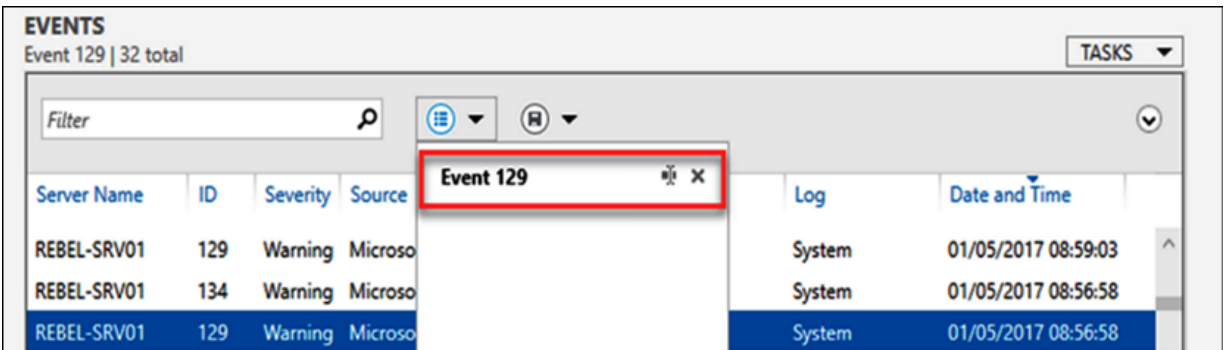 EVENTS
Event 129 | 32 total
TASKS
Filter
Event 129
Server Name ID Severity Source Log Date and Time
REBEL-SRV01 129 Warning Microso System 01/05/2017 08:59:03
REBEL-SRV01 134 Warning Microso System 01/05/2017 08:56:58
REBEL-SRV01 129 Warning Microso System 01/05/2017 08:56:58